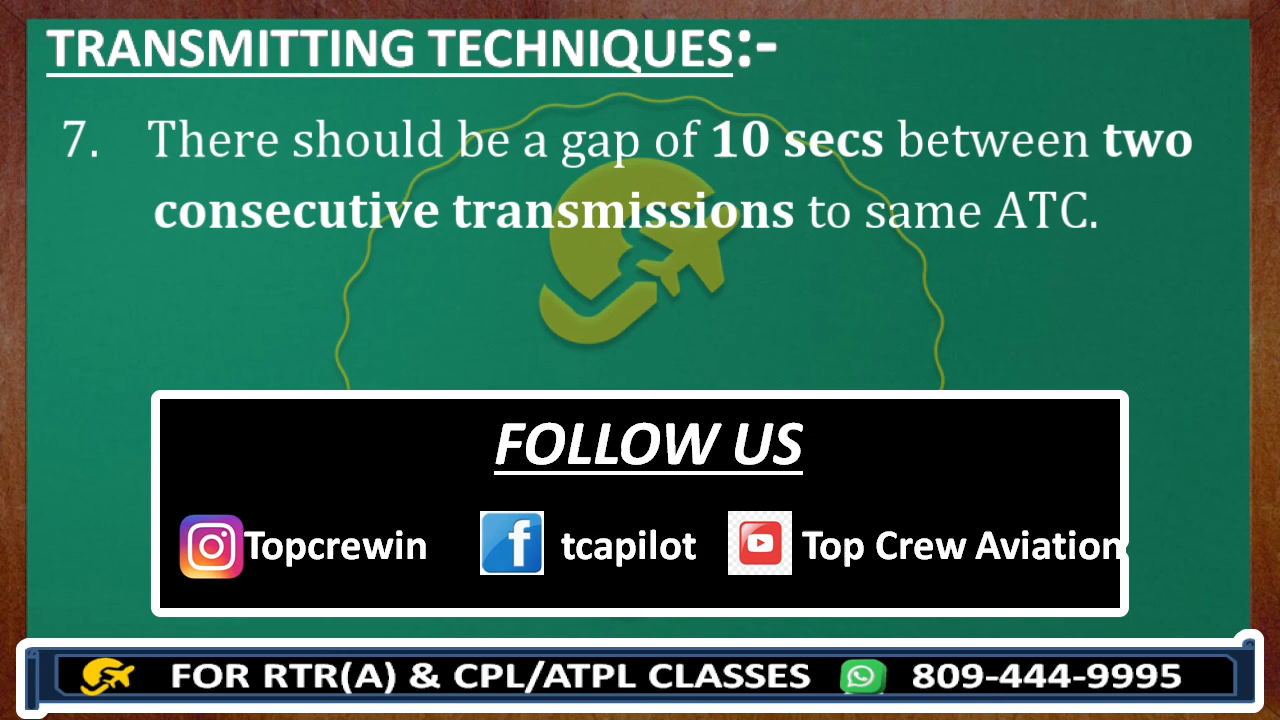 TRANSMITTING TECHNIQUES:-
7. There should be a gap of 10 secs between two
consecutive transmissions to same ATC.
FOLLOW US
Topcrewin tcapilot Top Crew Aviation
FOR RTR(A) & CPL/ATPL CLASSES 809-444-9995